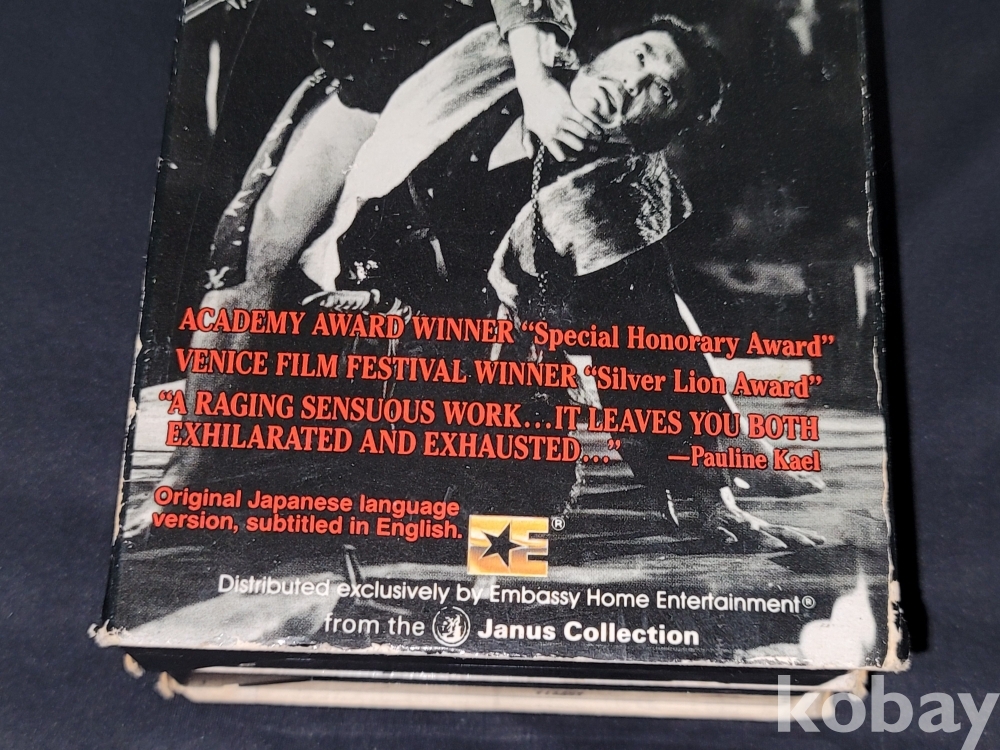 ACADEMY AWARD WINNER “Special Honorary Award”
VENICE FILM FESTIVAL WINNER “Silver Lion Award”
“A RAGING SENSUOUS WORK...IT LEAVES YOU BOTH
EXHILARATED AND EXHAUSTED...” —Pauline Kael
Original Japanese language
version, subtitled in English.
E®
Distributed exclusively by Embassy Home Entertainment®
from the Janus Collection
kobay